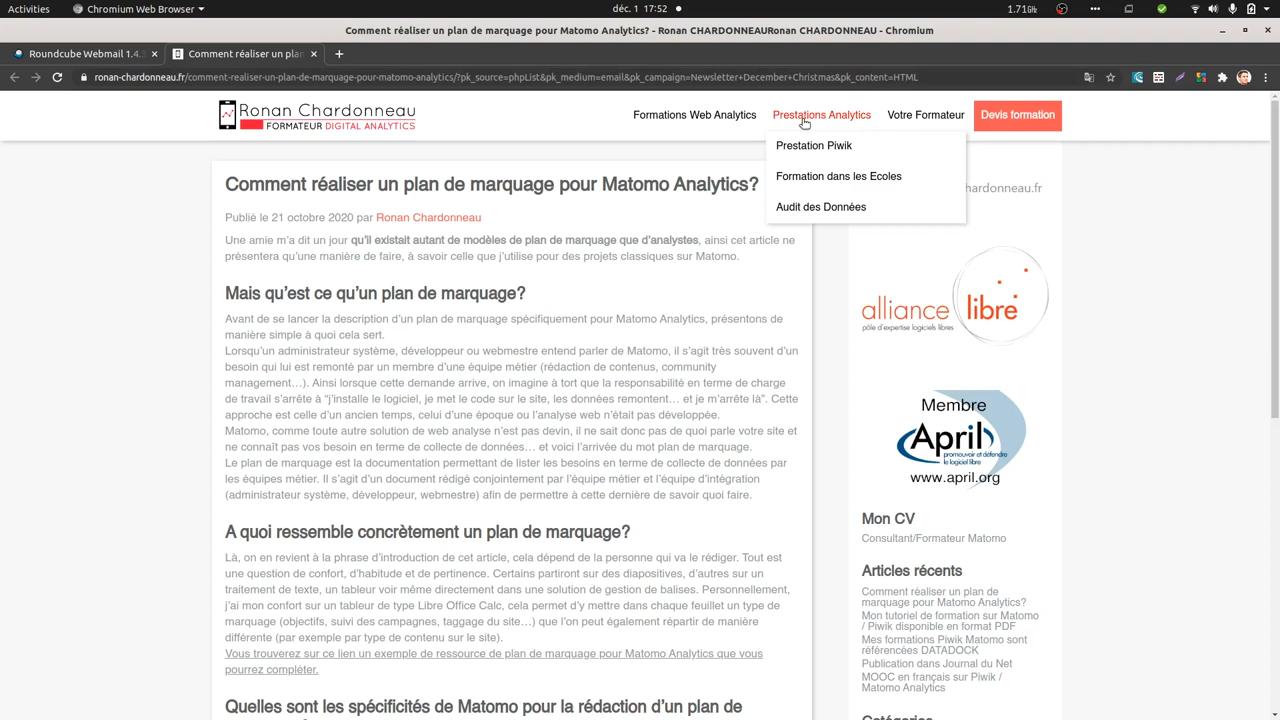 Activities
Chromium Web Browser
déc. 1 17:52
1.71GiB
Comment réaliser un plan de marquage pour Matomo Analytics? - Ronan CHARDONNEAURonan CHARDONNEAU - Chromium
Roundcube Webmail 1.4.3
Comment réaliser un plan
ronan-chardonneau.fr/comment-realiser-un-plan-de-marquage-pour-matomo-analytics/?pk_source=phpList&pk_medium=email&pk_campaign=Newsletter+December+Christmas&pk_content=HTML
Ronan Chardonneau
FORMATEUR DIGITAL ANALYTICS
Formations Web Analytics
Prestations Analytics
Votre Formateur
Devis formation
Prestation Piwik
Formation dans les Ecoles
Audit des Données
Comment réaliser un plan de marquage pour Matomo Analytics?
Publié le 21 octobre 2020 par Ronan Chardonneau
Une amie m'a dit un jour qu'il existait autant de modèles de plan de marquage que d'analystes, ainsi cet article ne
présentera qu'une manière de faire, à savoir celle que j'utilise pour des projets classiques sur Matomo.
Mais qu'est ce qu'un plan de marquage?
Avant de se lancer la description d'un plan de marquage spécifiquement pour Matomo Analytics, présentons de
manière simple à quoi cela sert.
Lorsqu'un administrateur système, développeur ou webmestre entend parler de Matomo, il s'agit très souvent d'un
besoin qui lui est remonté par un membre d'une équipe métier (rédaction de contenus, community
management…). Ainsi lorsque cette demande arrive, on imagine à tort que la responsabilité en terme de charge
de travail s'arrête à "j'installe le logiciel, je met le code sur le site, les données remontent… et je m'arrête là". Cette
approche est celle d'un ancien temps, celui d'une époque ou l'analyse web n'était pas développée.
Matomo, comme toute autre solution de web analyse n'est pas devin, il ne sait donc pas de quoi parle votre site et
ne connaît pas vos besoin en terme de collecte de données… et voici l'arrivée du mot plan de marquage.
Le plan de marquage est la documentation permettant de lister les besoins en terme de collecte de données par
les équipes métier. Il s'agit d'un document rédigé conjointement par l'équipe métier et l'équipe d'intégration
(administrateur système, développeur, webmestre) afin de permettre à cette dernière de savoir quoi faire.
A quoi ressemble concrètement un plan de marquage?
Là, on en revient à la phrase d'introduction de cet article, cela dépend de la personne qui va le rédiger. Tout est
une question de confort, d'habitude et de pertinence. Certains partiront sur des diapositives, d'autres sur un
traitement de texte, un tableur voir même directement dans une solution de gestion de balises. Personnellement,
j'ai mon confort sur un tableur de type Libre Office Calc, cela permet d'y mettre dans chaque feuillet un type de
marquage (objectifs, suivi des campagnes, taggage du site…) que l'on peut également répartir de manière
différente (par exemple par type de contenu sur le site).
Vous trouverez sur ce lien un exemple de ressource de plan de marquage pour Matomo Analytics que vous
pourrez compléter.
Quelles sont les spécificités de Matomo pour la rédaction d'un plan de
hardonneau.fr
alliance libre
pôle d'expertise logiciels libres
Membre
April
promouvoir et défendre
le logiciel libre
www.april.org
Mon CV
Consultant/Formateur Matomo
Articles récents
Comment réaliser un plan de
marquage pour Matomo Analytics?
Mon tutoriel de formation sur Matomo
/ Piwik disponible en format PDF
Mes formations Piwik Matomo sont
référencées DATADOCK
Publication dans Journal du Net
MOOC en français sur Piwik /
Matomo Analytics